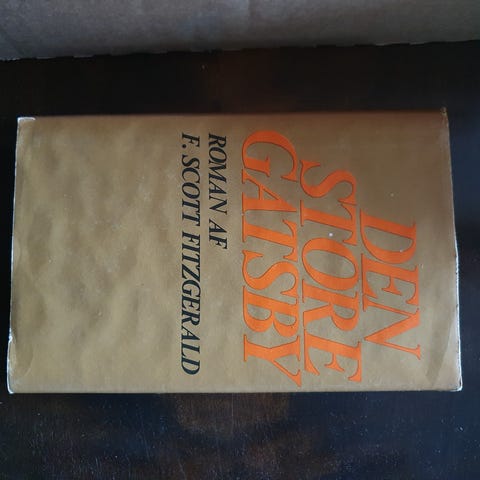 DEN
STORE
GATSBY
ROMAN AF
F. SCOTT FITZGERALD